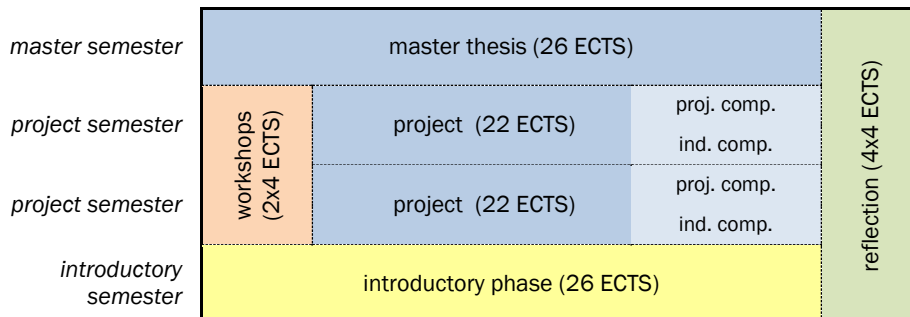 master semester
master thesis (26 ECTS)
project semester
workshops
(2x4 ECTS)
project (22 ECTS)
proj. comp.
ind. comp.
project semester
project (22 ECTS)
proj. comp.
ind. comp.
introductory
semester
introductory phase (26 ECTS)
reflection (4x4 ECTS)